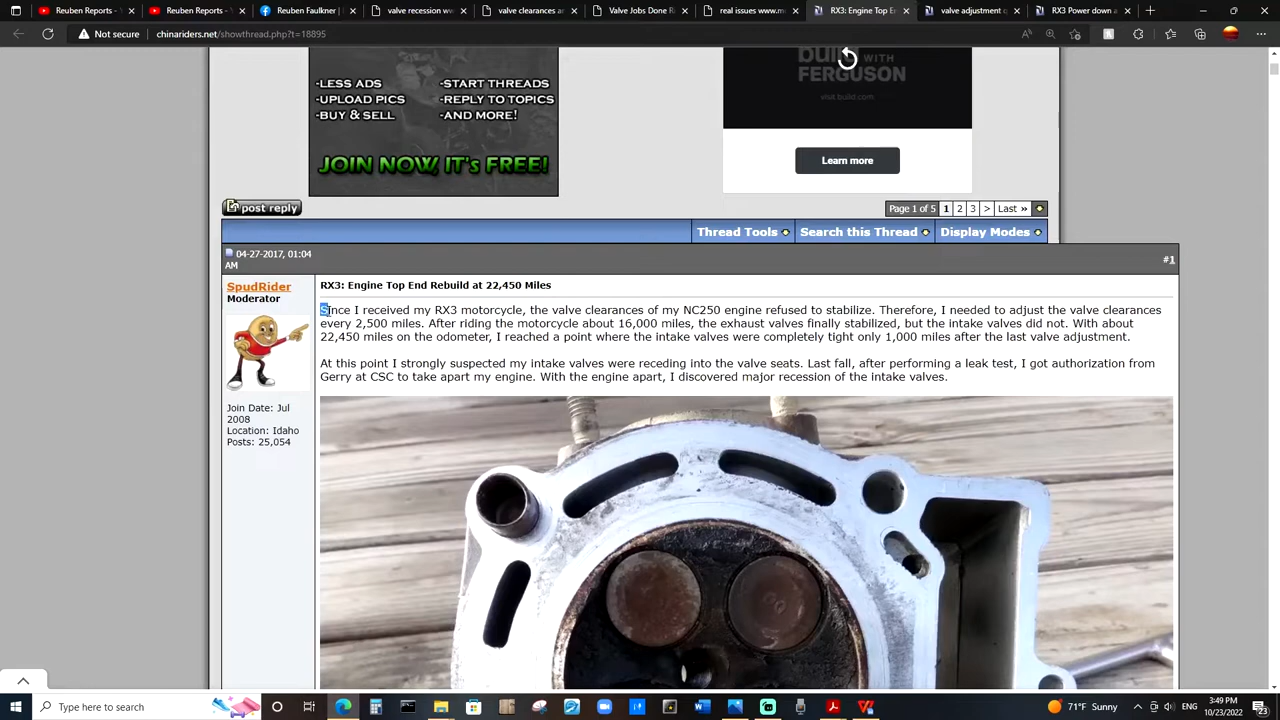 Reuben Reports -
Reuben Reports -
Reuben Faulkner |
valve recession
valve clearances
Valve Jobs Done
real issues
RX3: Engine Top
valve adjustment
RX3 Power down
Not secure
chinariders.net/showthread.php?t=18895
-LESS ADS
-START THREADS
-UPLOAD PICS
-REPLY TO TOPICS
-BUY & SELL
-AND MORE!
JOIN NOW, IT's FREE!
build WITH
FERGUSON
visit build.com
Learn more
post reply
Page 1 of 5 1 2 3 > Last »
Thread Tools
Search this Thread
Display Modes
04-27-2017, 01:04
AM
#1
SpudRider
Moderator
Join Date: Jul
2008
Location: Idaho
Posts: 25,054
RX3: Engine Top End Rebuild at 22,450 Miles
Since I received my RX3 motorcycle, the valve clearances of my NC250 engine refused to stabilize. Therefore, I needed to adjust the valve clearances
every 2,500 miles. After riding the motorcycle about 16,000 miles, the exhaust valves finally stabilized, but the intake valves did not. With about
22,450 miles on the odometer, I reached a point where the intake valves were completely tight only 1,000 miles after the last valve adjustment.
At this point I strongly suspected my intake valves were receding into the valve seats. Last fall, after performing a leak test, I got authorization from
Gerry at CSC to take apart my engine. With the engine apart, I discovered major recession of the intake valves.
Type here to search
71°F Sunny
ENG
3:49 PM
10/23/2022